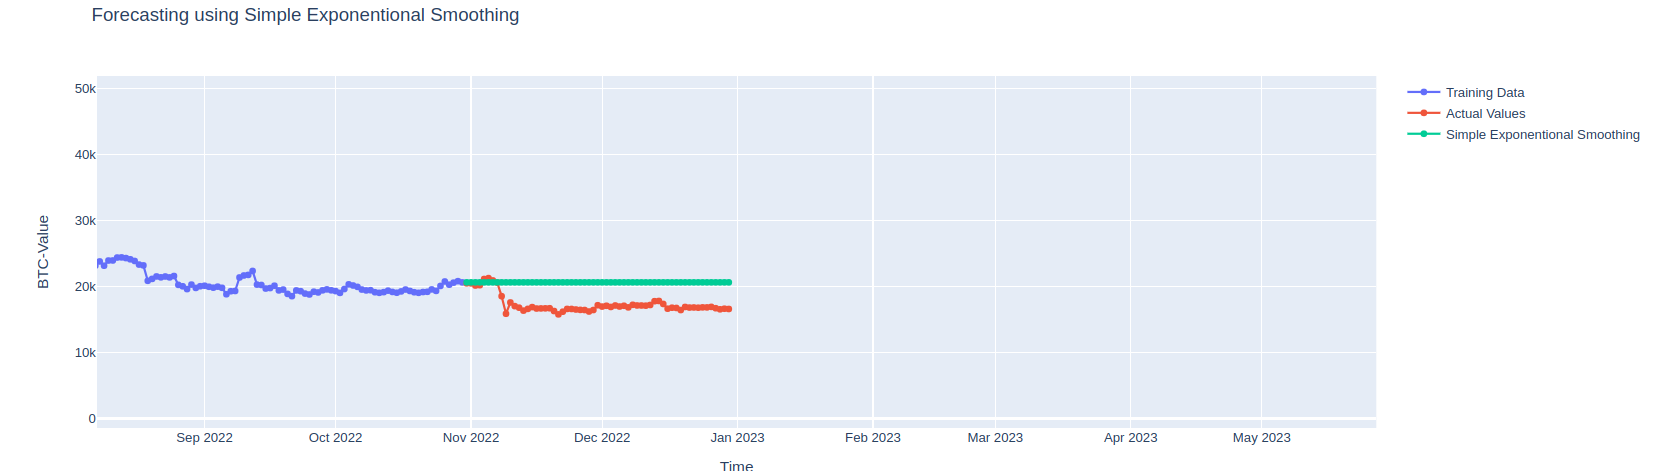 Forecasting using Simple Exponentional Smoothing
50k
40k
30k
20k
10k
0
BTC-Value
Sep 2022 Oct 2022 Nov 2022 Dec 2022 Jan 2023 Feb 2023 Mar 2023 Apr 2023 May 2023
Time
Training Data
Actual Values
Simple Exponentional Smoothing